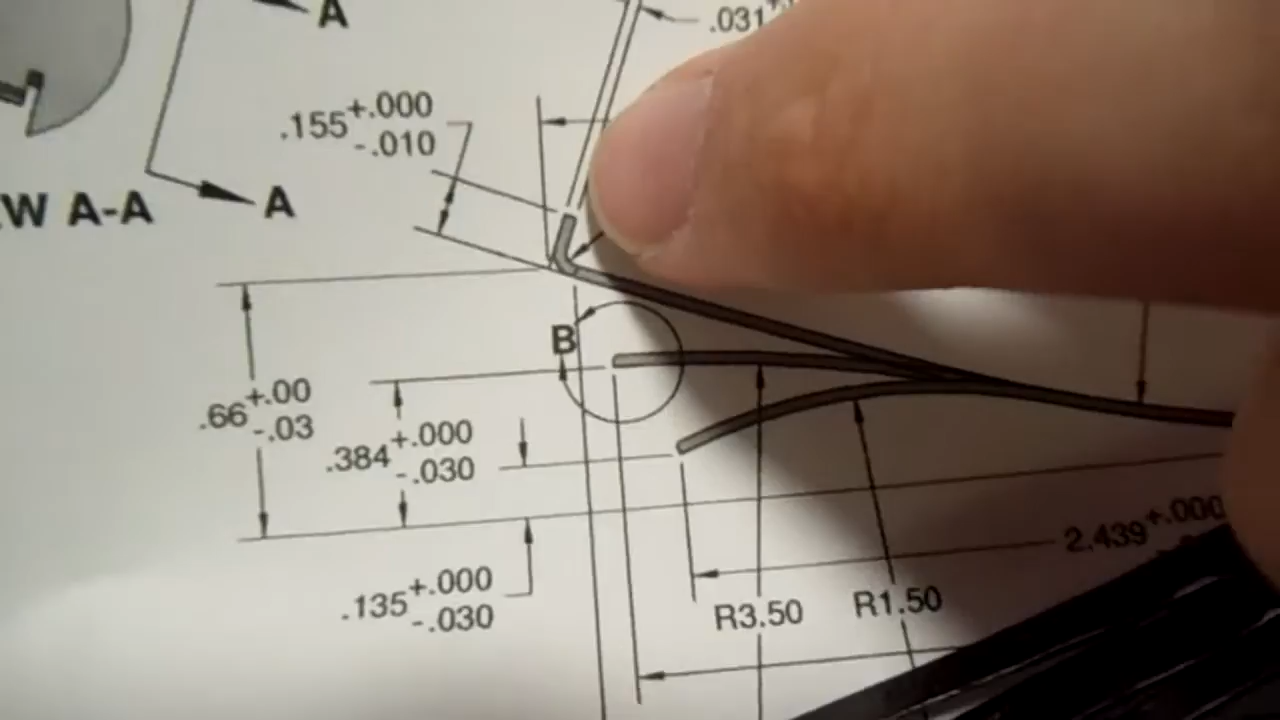 A
.031
.155+.000
-.010
W A-A
A
B
.66+.00
-.03
.384+.000
-.030
2.439+.000
.135+.000
-.030
R3.50
R1.50